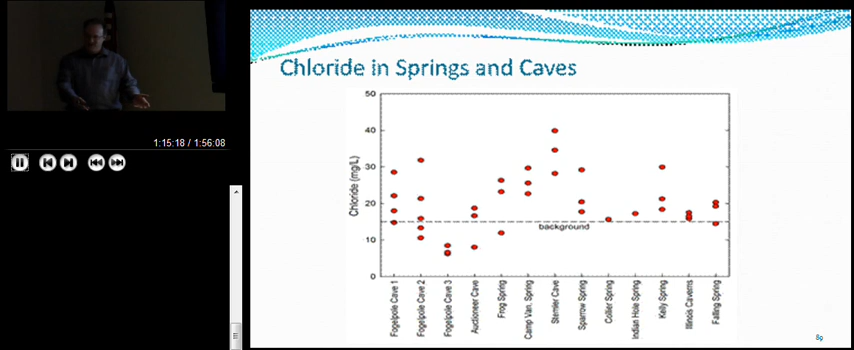 1:15:18 / 1:56:08
Chloride in Springs and Caves
Chloride (mg/L)
50
40
30
20
10
0
background
Fogelpole Cave 1
Fogelpole Cave 2
Fogelpole Cave 3
Auctioneer Cave
Frog Spring
Camp Van. Spring
Stemler Cave
Sparrow Spring
Collier Spring
Indian Hole Spring
Kelly Spring
Illinois Caverns
Falling Spring